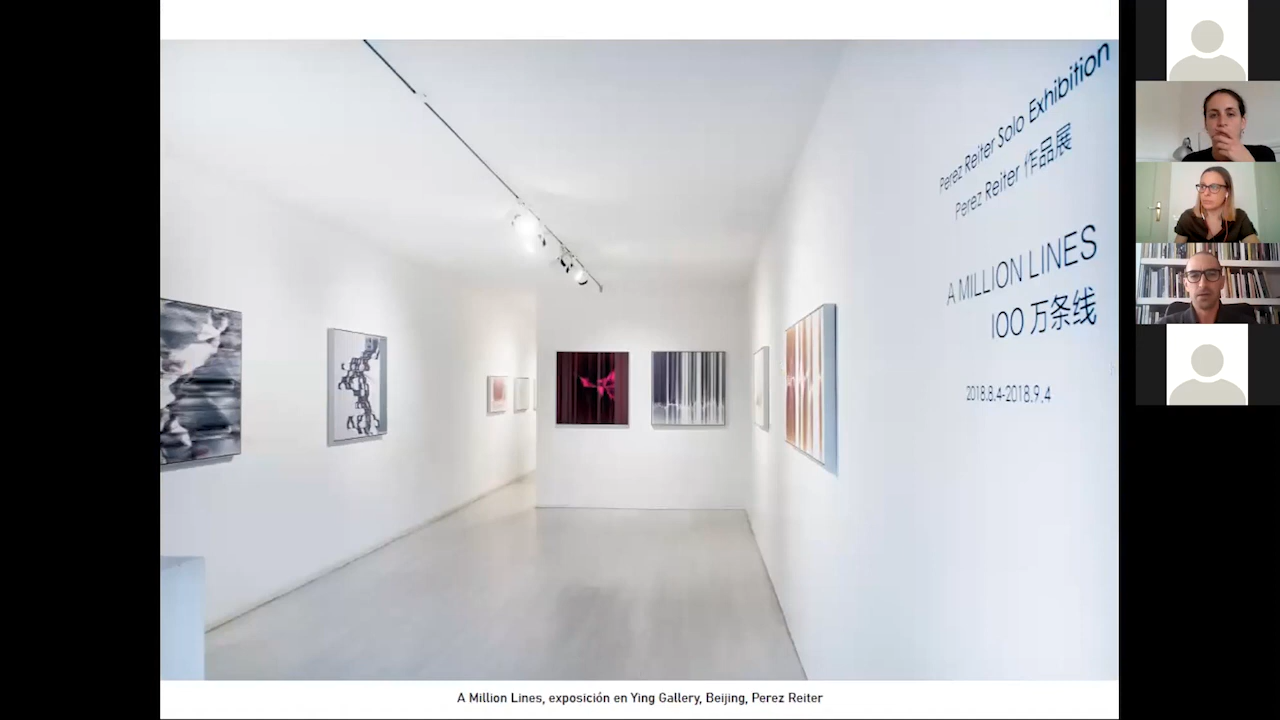 Perez Reiter Solo Exhibition
Perez Reiter 作品展
A MILLION LINES
100 万条线
2018.8.4-2018.9.4
A Million Lines, exposición en Ying Gallery, Beijing, Perez Reiter